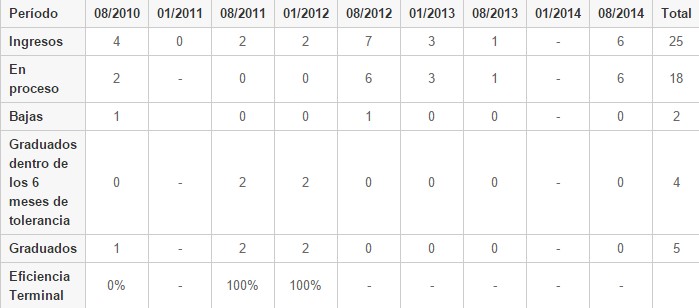 Período 08/2010 01/2011 08/2011 01/2012 08/2012 01/2013 08/2013 01/2014 08/2014 Total
Ingresos 4 0 2 2 7 3 1 - 6 25
En
proceso 2 - 0 0 6 3 1 - 6 18
Bajas 1 0 0 1 0 0 - 0 2
Graduados
dentro de
los 6
meses de
tolerancia 0 - 2 2 0 0 0 - 0 4
Graduados 1 - 2 2 0 0 0 - 0 5
Eficiencia
Terminal 0% - 100% 100% - - - - -